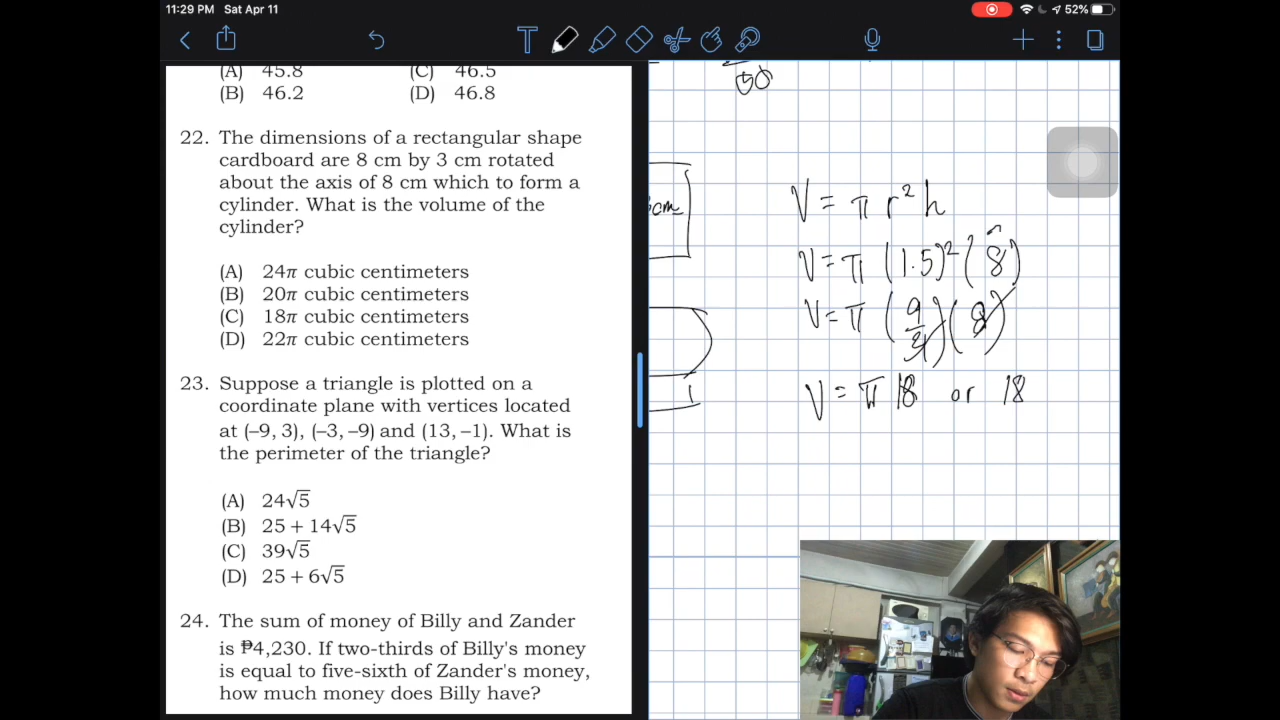 11:29 PM Sat Apr 11
52%
(A) 45.8 (C) 46.5
(B) 46.2 (D) 46.8
22. The dimensions of a rectangular shape
cardboard are 8 cm by 3 cm rotated
about the axis of 8 cm which to form a
cylinder. What is the volume of the
cylinder?
(A) 24π cubic centimeters
(B) 20π cubic centimeters
(C) 18π cubic centimeters
(D) 22π cubic centimeters
23. Suppose a triangle is plotted on a
coordinate plane with vertices located
at (–9, 3), (–3, –9) and (13, –1). What is
the perimeter of the triangle?
(A) 24√5
(B) 25 + 14√5
(C) 39√5
(D) 25 + 6√5
24. The sum of money of Billy and Zander
is ₱4,230. If two-thirds of Billy's money
is equal to five-sixth of Zander's money,
how much money does Billy have?
cm
V = π r² h
V = π (1.5)² (8)
V = π (9/4)(8)
V = π 18 or 18